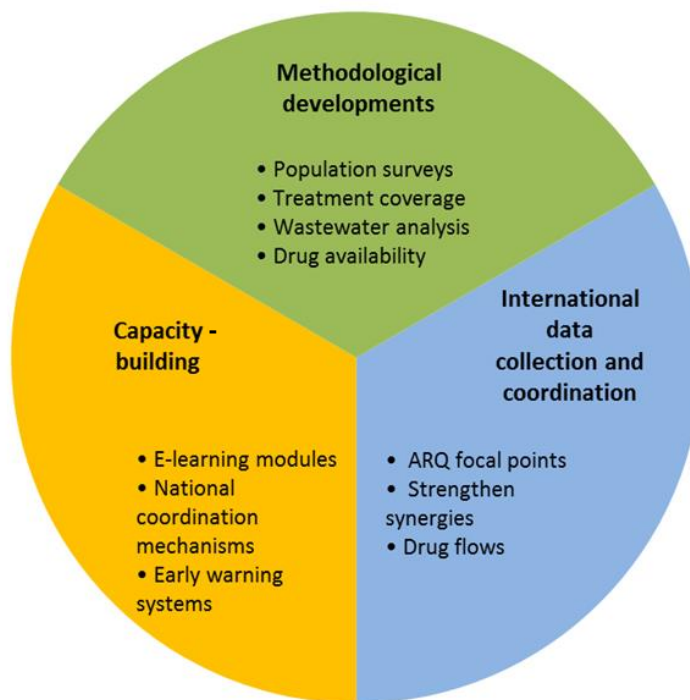 Methodological
developments
• Population surveys
• Treatment coverage
• Wastewater analysis
• Drug availability
Capacity -
building
• E-learning modules
• National
coordination
mechanisms
• Early warning
systems
International
data
collection and
coordination
• ARQ focal points
• Strengthen
synergies
• Drug flows